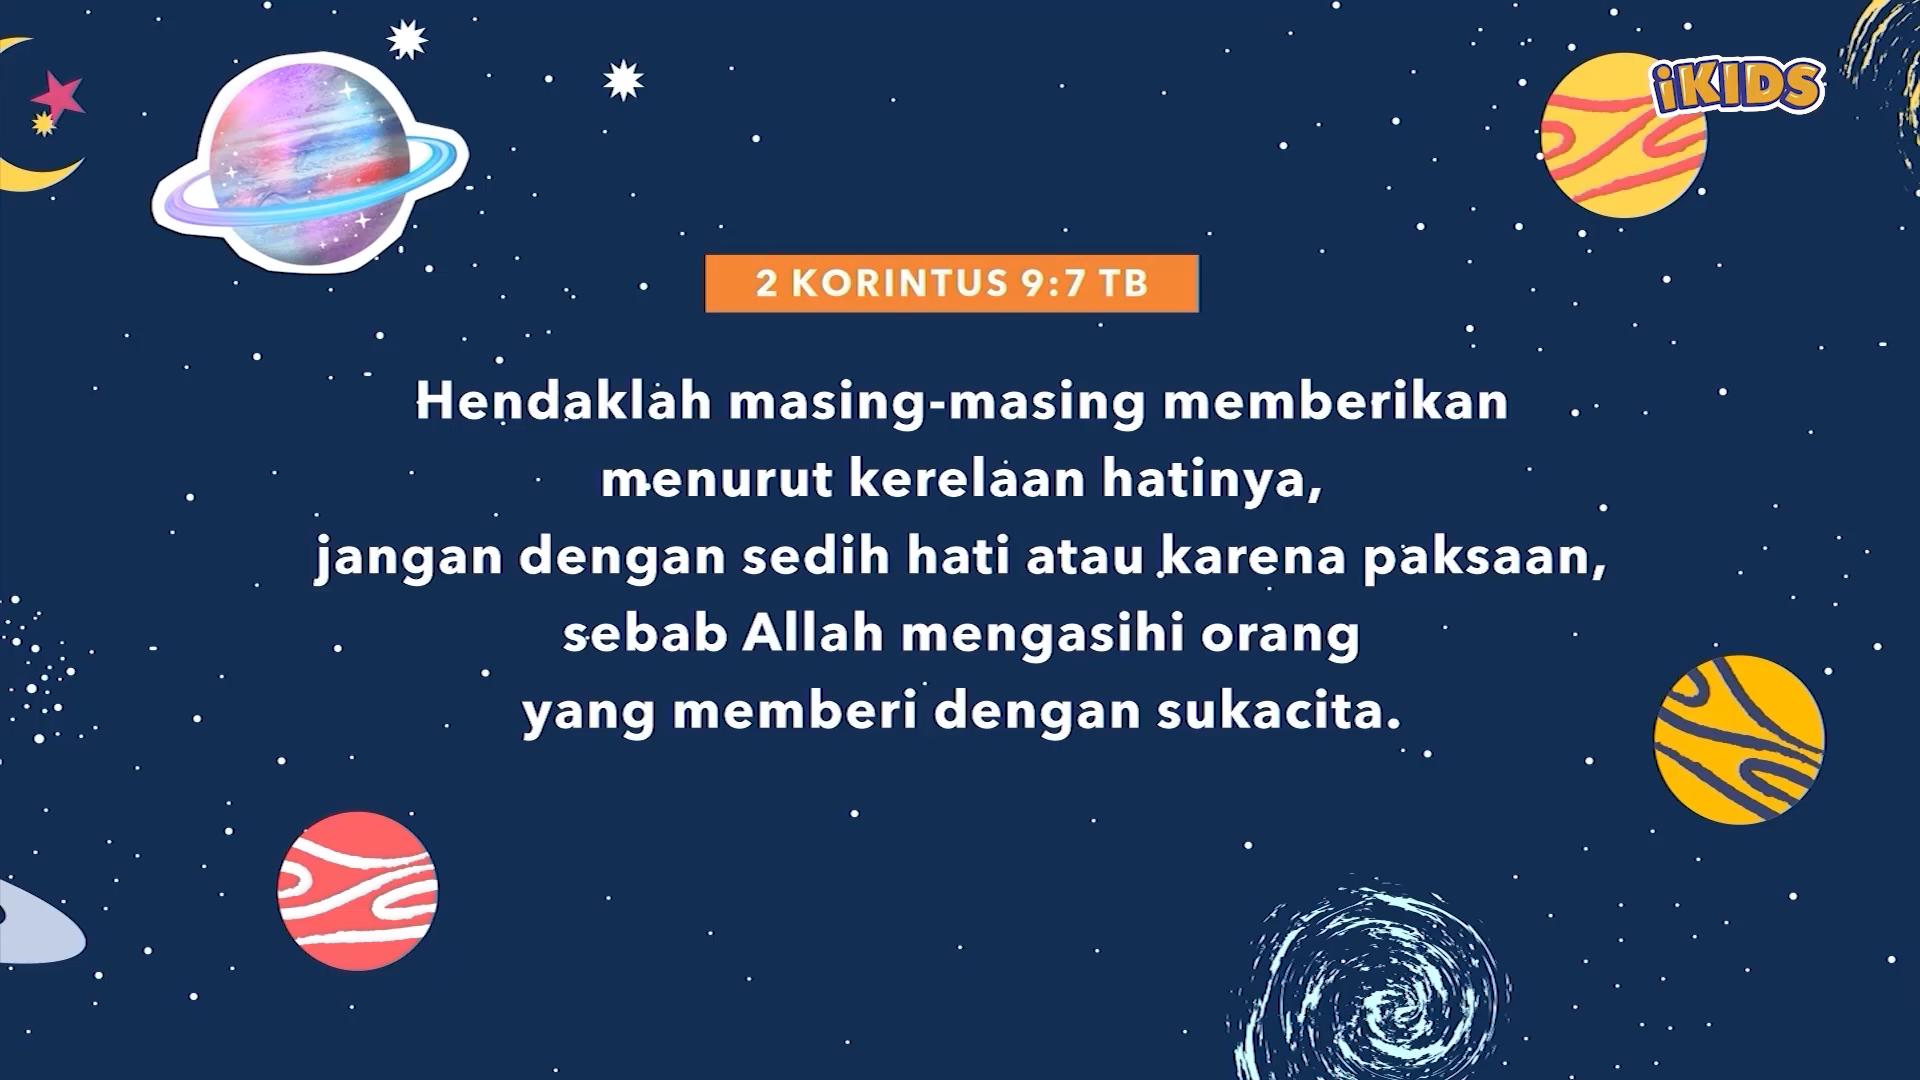 iKIDS
2 KORINTUS 9:7 TB
Hendaklah masing-masing memberikan
menurut kerelaan hatinya,
jangan dengan sedih hati atau karena paksaan,
sebab Allah mengasihi orang
yang memberi dengan sukacita.